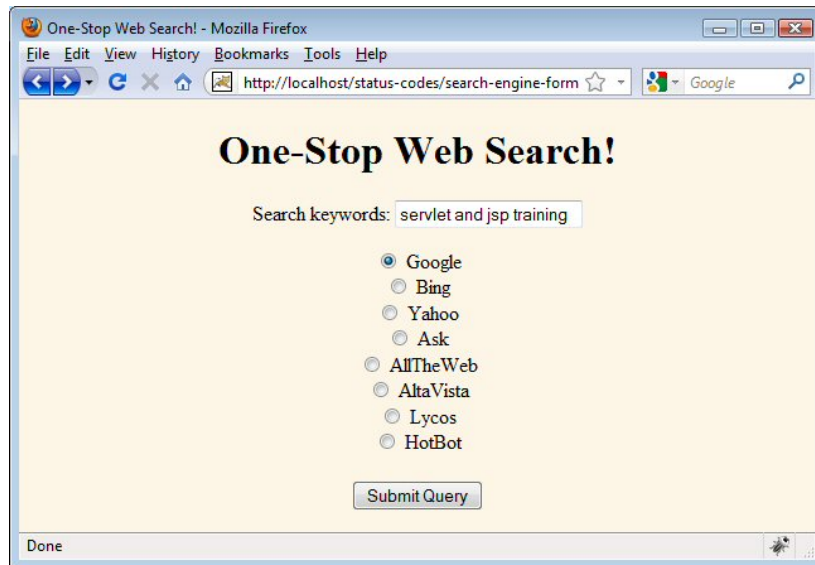 One-Stop Web Search! - Mozilla Firefox
File Edit View History Bookmarks Tools Help
http://localhost/status-codes/search-engine-form Google
One-Stop Web Search!
Search keywords: servlet and jsp training
Google
Bing
Yahoo
Ask
AllTheWeb
AltaVista
Lycos
HotBot
Submit Query
Done